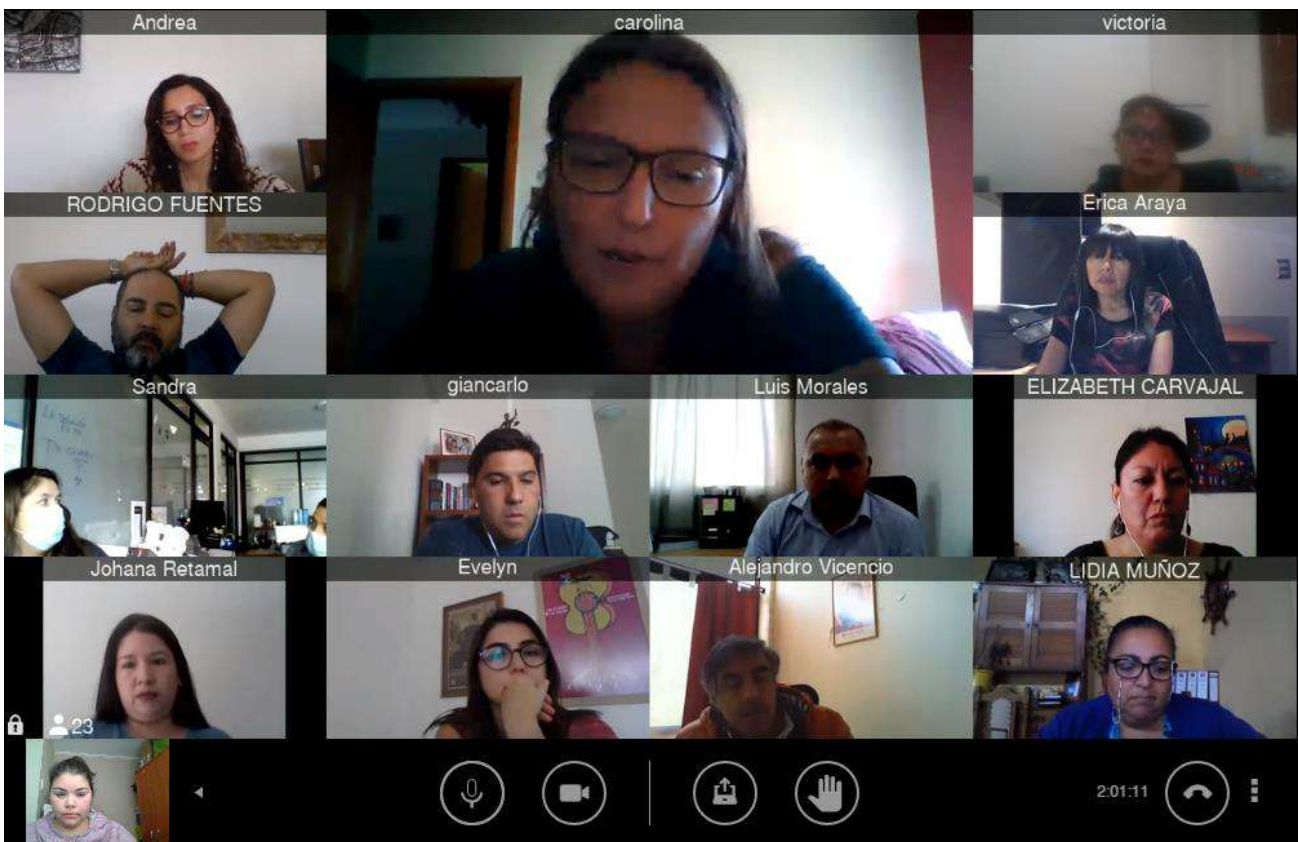 Andrea
carolina
victoria
RODRIGO FUENTES
Erica Araya
Sandra
giancarlo
Luis Morales
ELIZABETH CARVAJAL
Johana Retamal
Evelyn
Alejandro Vicencio
LIDIA MUÑOZ
23
2:01:11